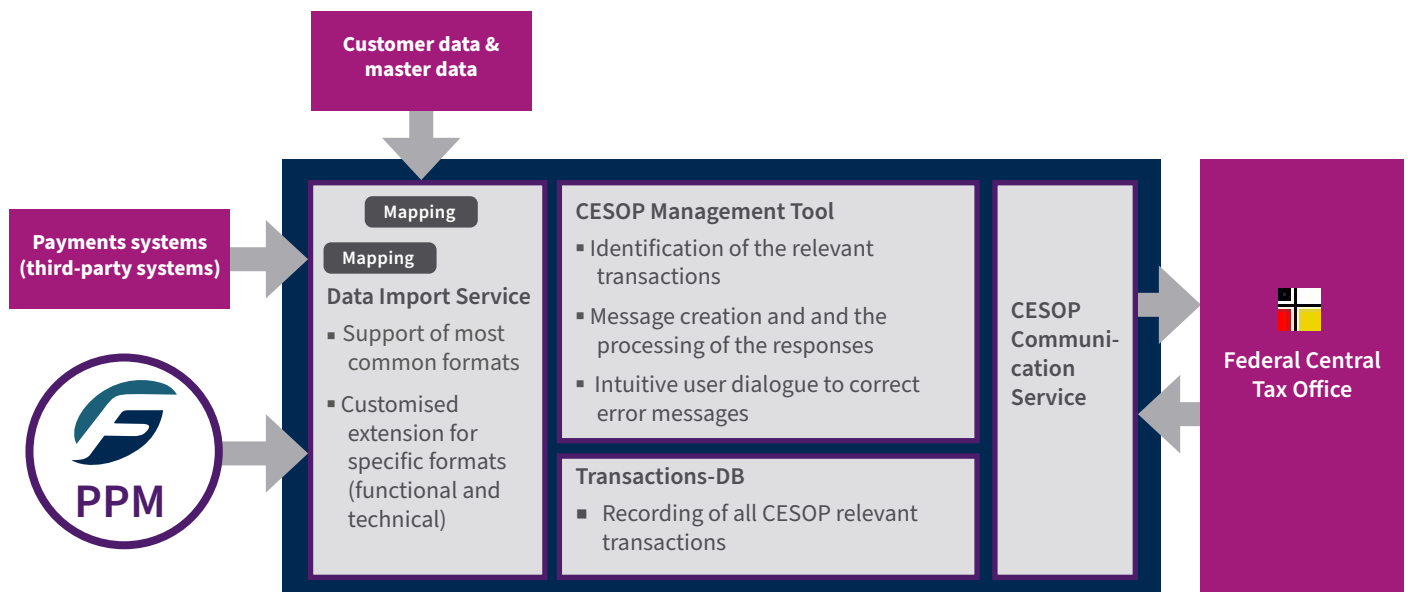 Customer data &
master data
Payments systems
(third-party systems)
PPM
Mapping
Mapping
Data Import Service
▪ Support of most
common formats
▪ Customised
extension for
specific formats
(functional and
technical)
CESOP Management Tool
▪ Identification of the relevant
transactions
▪ Message creation and and the
processing of the responses
▪ Intuitive user dialogue to correct
error messages
Transactions-DB
▪ Recording of all CESOP relevant
transactions
CESOP
Communi-
cation
Service
Federal Central
Tax Office